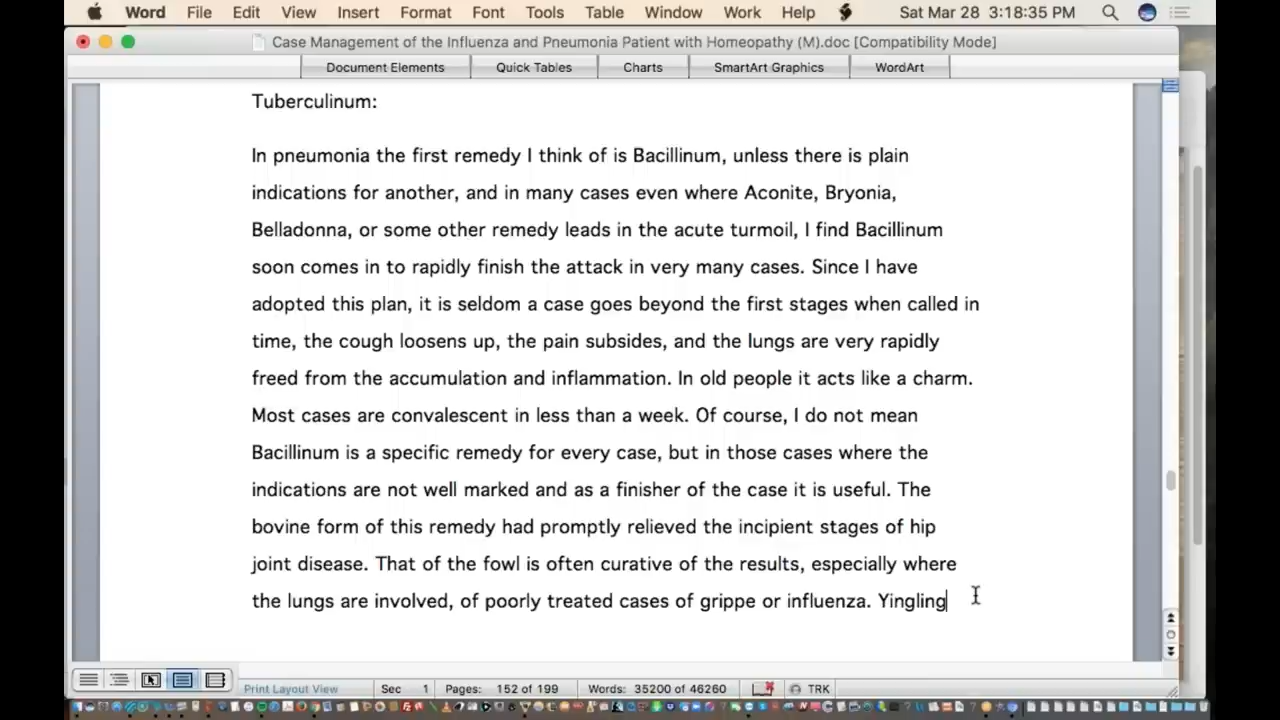 Word File Edit View Insert Format Font Tools Table Window Work Help Sat Mar 28 3:18:35 PM
Case Management of the Influenza and Pneumonia Patient with Homeopathy (M).doc [Compatibility Mode]
Document Elements Quick Tables Charts SmartArt Graphics WordArt
Tuberculinum:
In pneumonia the first remedy I think of is Bacillinum, unless there is plain
indications for another, and in many cases even where Aconite, Bryonia,
Belladonna, or some other remedy leads in the acute turmoil, I find Bacillinum
soon comes in to rapidly finish the attack in very many cases. Since I have
adopted this plan, it is seldom a case goes beyond the first stages when called in
time, the cough loosens up, the pain subsides, and the lungs are very rapidly
freed from the accumulation and inflammation. In old people it acts like a charm.
Most cases are convalescent in less than a week. Of course, I do not mean
Bacillinum is a specific remedy for every case, but in those cases where the
indications are not well marked and as a finisher of the case it is useful. The
bovine form of this remedy had promptly relieved the incipient stages of hip
joint disease. That of the fowl is often curative of the results, especially where
the lungs are involved, of poorly treated cases of grippe or influenza. Yingling
Print Layout View Sec 1 Pages: 152 of 199 Words: 35200 of 46260 TRK